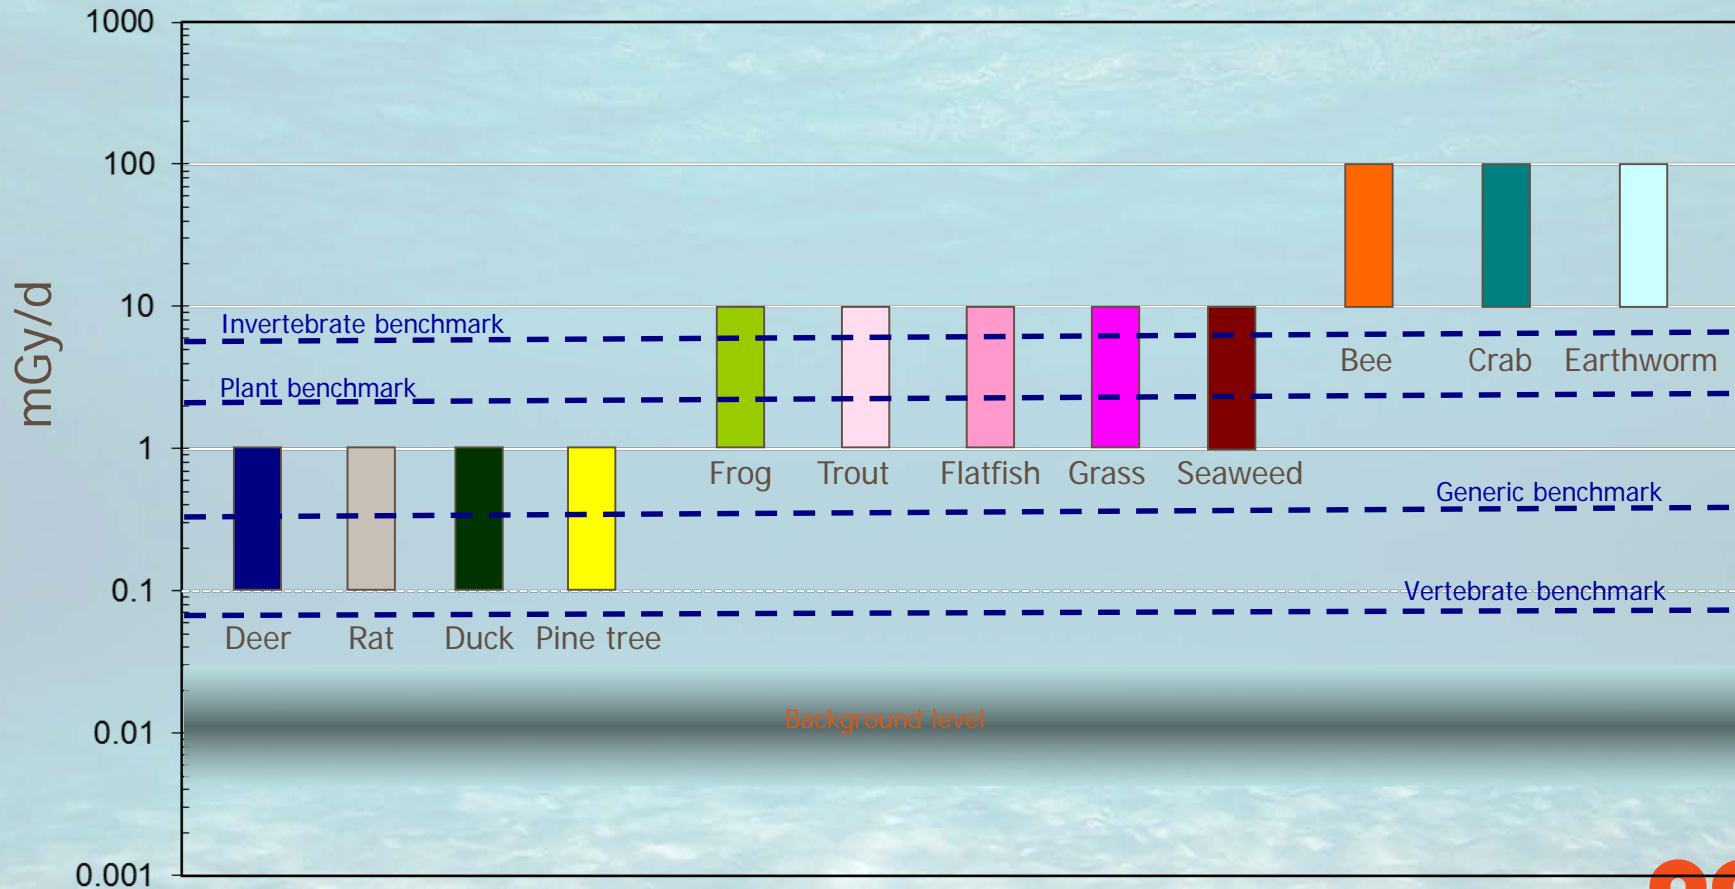 1000
100
10
1
0.1
0.01
0.001
mGy/d
Invertebrate benchmark
Plant benchmark
Bee Crab Earthworm
Frog Trout Flatfish Grass Seaweed
Generic benchmark
Vertebrate benchmark
Deer Rat Duck Pine tree
Background level